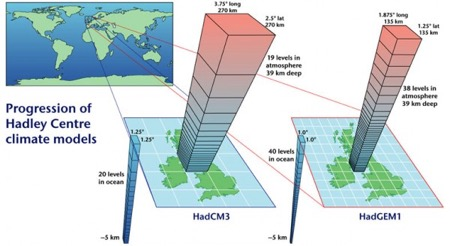 3.75° long
270 km
2.5° lat
270 km
1.875° long
135 km
1.25° lat
135 km
19 levels in
atmosphere
39 km deep
38 levels in
atmosphere
39 km deep
Progression of
Hadley Centre
climate models
1.25°
1.25°
20 levels
in ocean
–5 km
HadCM3
1.0°
1.0°
40 levels
in ocean
–5 km
HadGEM1